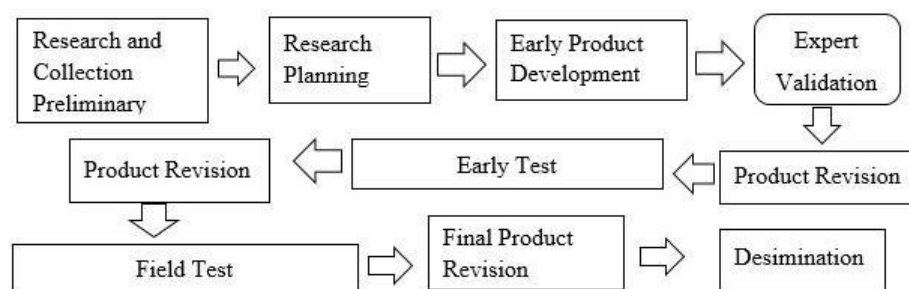 Research and
Collection
Preliminary
Research
Planning
Early Product
Development
Expert
Validation
Product Revision
Early Test
Product Revision
Field Test
Final Product
Revision
Desimination